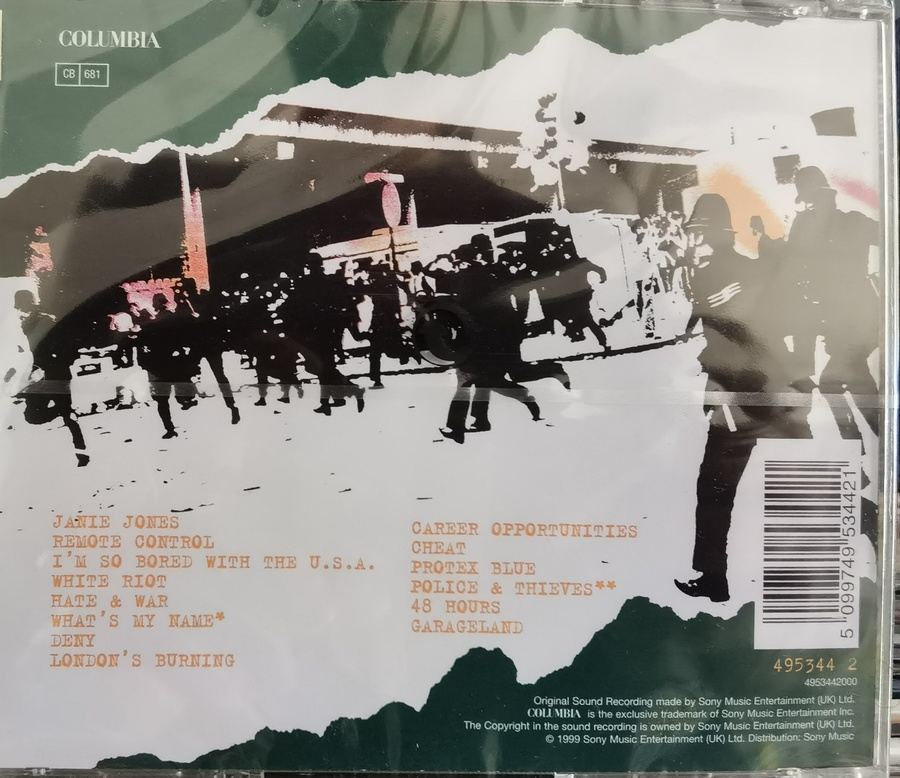 COLUMBIA
CB 681
JANIE JONES
REMOTE CONTROL
I'M SO BORED WITH THE U.S.A.
WHITE RIOT
HATE & WAR
WHAT'S MY NAME*
DENY
LONDON'S BURNING
CAREER OPPORTUNITIES
CHEAT
PROTEX BLUE
POLICE & THIEVES**
48 HOURS
GARAGELAND
5 099749 534421
495344 2
4953442000
Original Sound Recording made by Sony Music Entertainment (UK) Ltd.
COLUMBIA is the exclusive trademark of Sony Music Entertainment Inc.
The Copyright in the sound recording is owned by Sony Music Entertainment (UK) Ltd.
© 1999 Sony Music Entertainment (UK) Ltd. Distribution: Sony Music